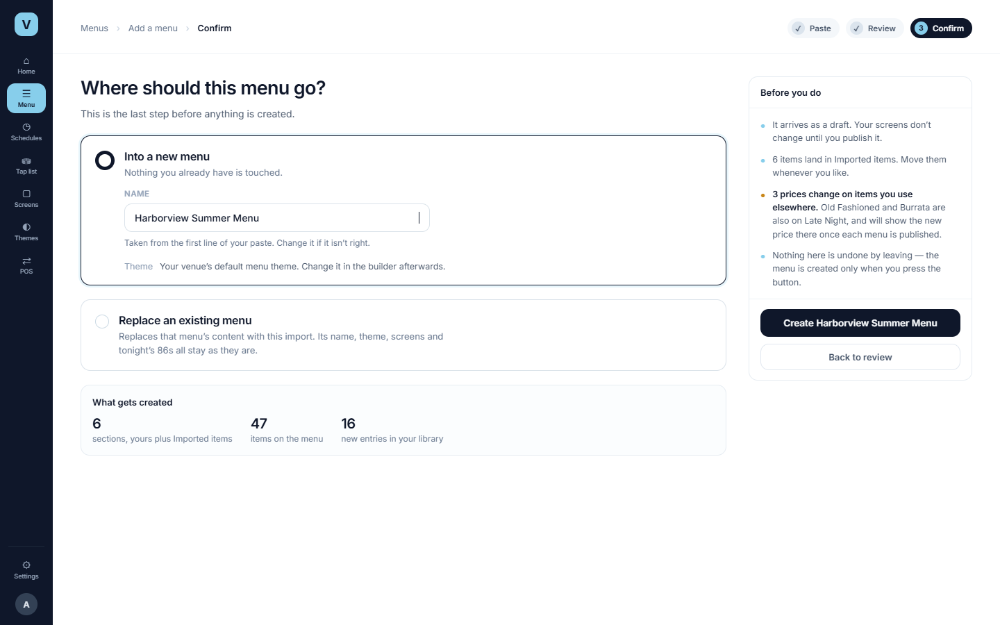 V
Home
Menu
Schedules
Tap list
Screens
Themes
POS
Settings
A
Menus › Add a menu › Confirm
✓ Paste
✓ Review
3 Confirm
Where should this menu go?
This is the last step before anything is created.
Into a new menu
Nothing you already have is touched.
NAME
Harborview Summer Menu
Taken from the first line of your paste. Change it if it isn’t right.
Theme Your venue’s default menu theme. Change it in the builder afterwards.
Replace an existing menu
Replaces that menu’s content with this import. Its name, theme, screens and
tonight’s 86s all stay as they are.
What gets created
6
sections, yours plus Imported items
47
items on the menu
16
new entries in your library
Before you do
It arrives as a draft. Your screens don’t
change until you publish it.
6 items land in Imported items. Move them
whenever you like.
3 prices change on items you use
elsewhere. Old Fashioned and Burrata are
also on Late Night, and will show the new
price there once each menu is published.
Nothing here is undone by leaving — the
menu is created only when you press the
button.
Create Harborview Summer Menu
Back to review